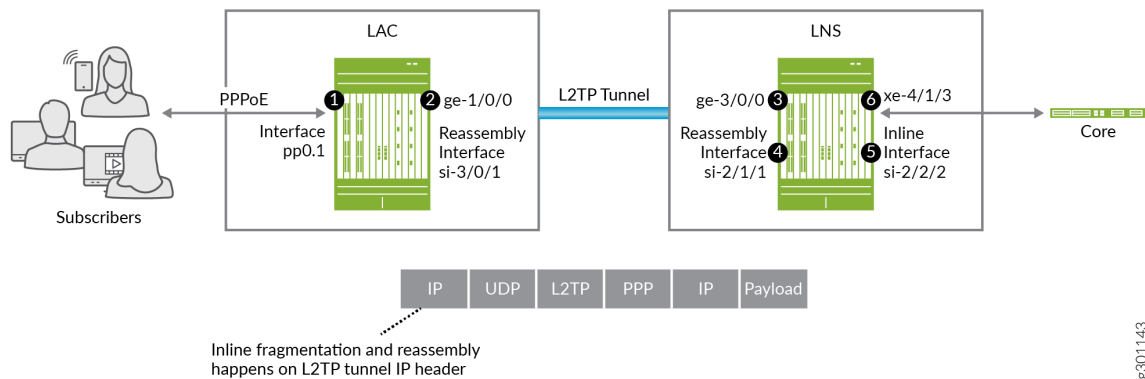 LAC
LNS
PPPoE
1
2
ge-1/0/0
L2TP Tunnel
ge-3/0/0
3
6
xe-4/1/3
Interface
pp0.1
Reassembly
Interface
si-3/0/1
Reassembly
Interface
si-2/1/1
4
5
Inline
Interface
si-2/2/2
Core
Subscribers
IP
UDP
L2TP
PPP
IP
Payload
Inline fragmentation and reassembly
happens on L2TP tunnel IP header
g301143